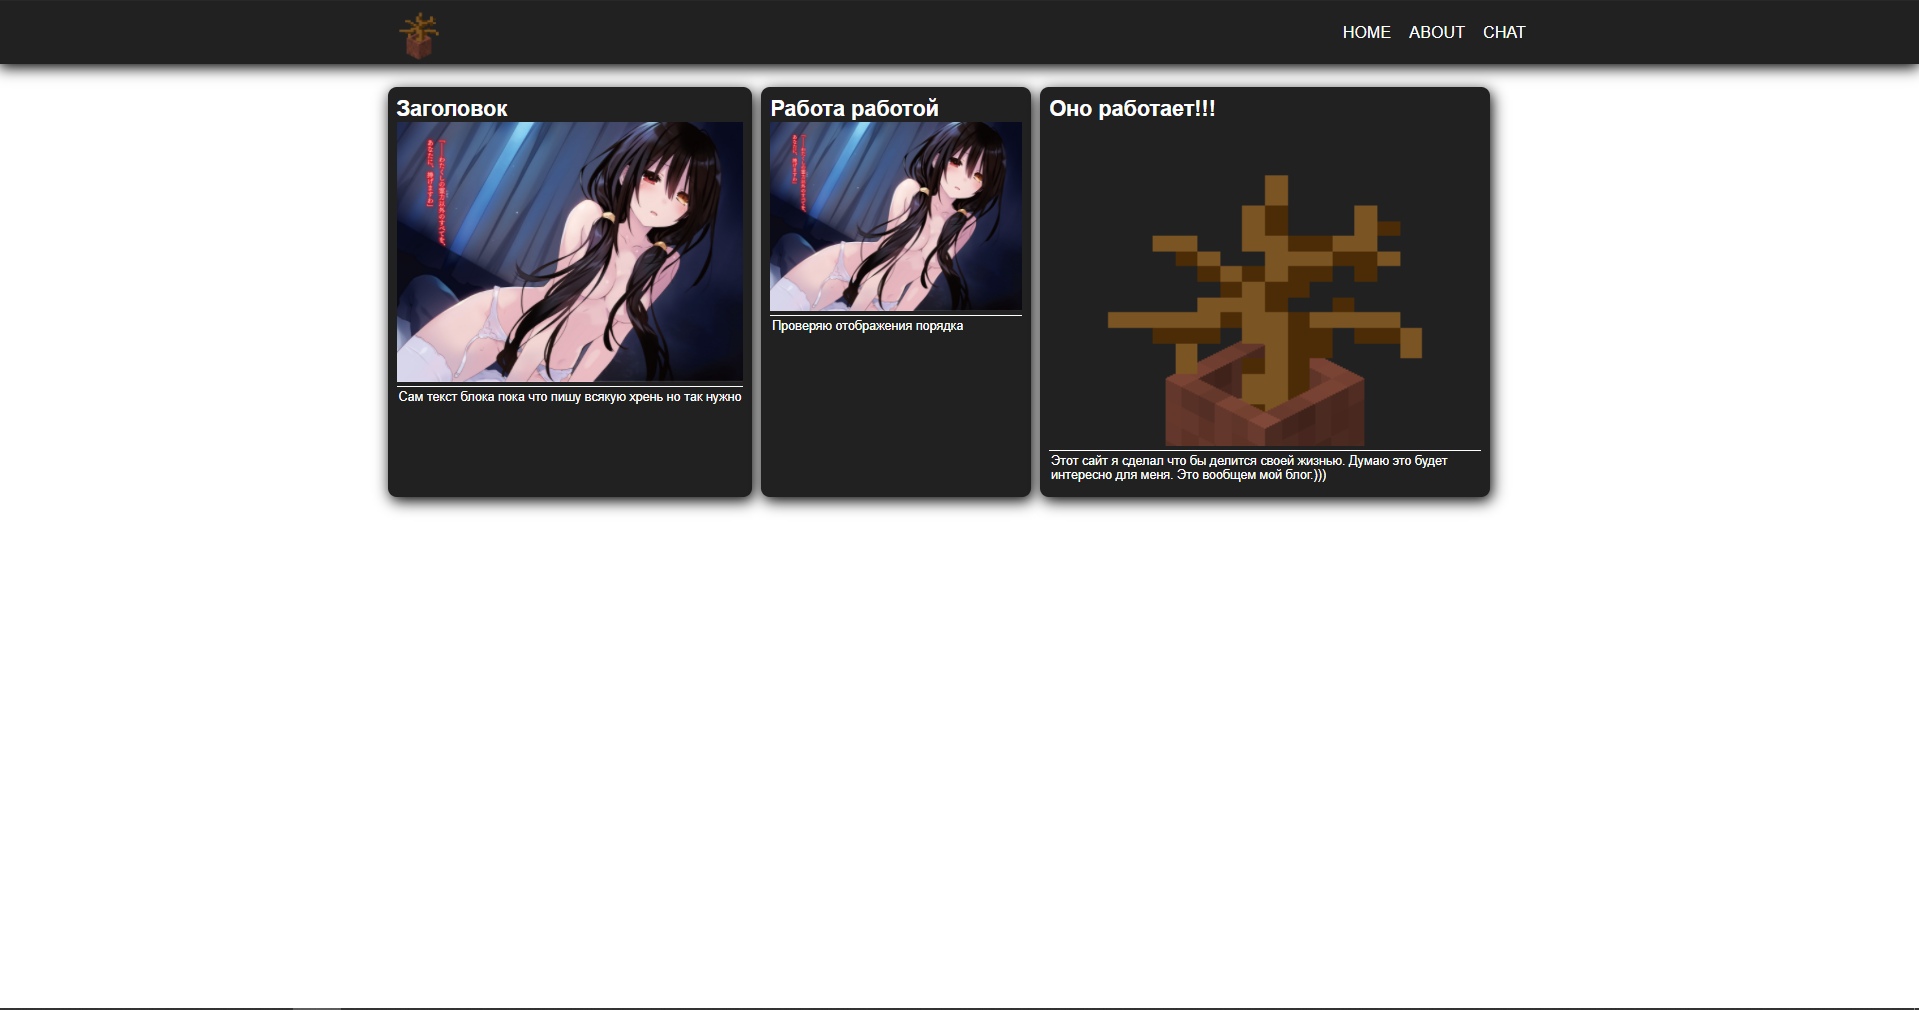 HOME ABOUT CHAT
Заголовок
Сам текст блока пока что пишу всякую хрень но так нужно
Работа работой
Проверяю отображения порядка
Оно работает!!!
Этот сайт я сделал что бы делится своей жизнью. Думаю это будет
интересно для меня. Это вообщем мой блог.)))